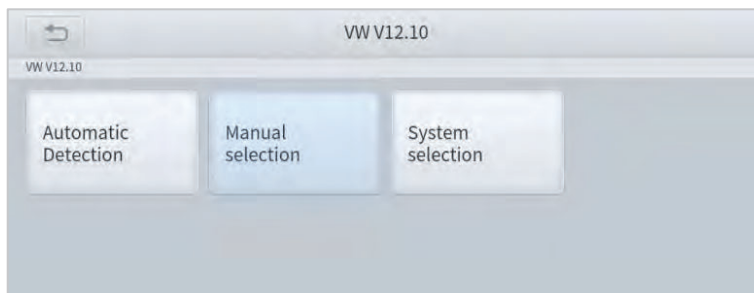 VW V12.10
VW V12.10
Automatic
Detection
Manual
selection
System
selection